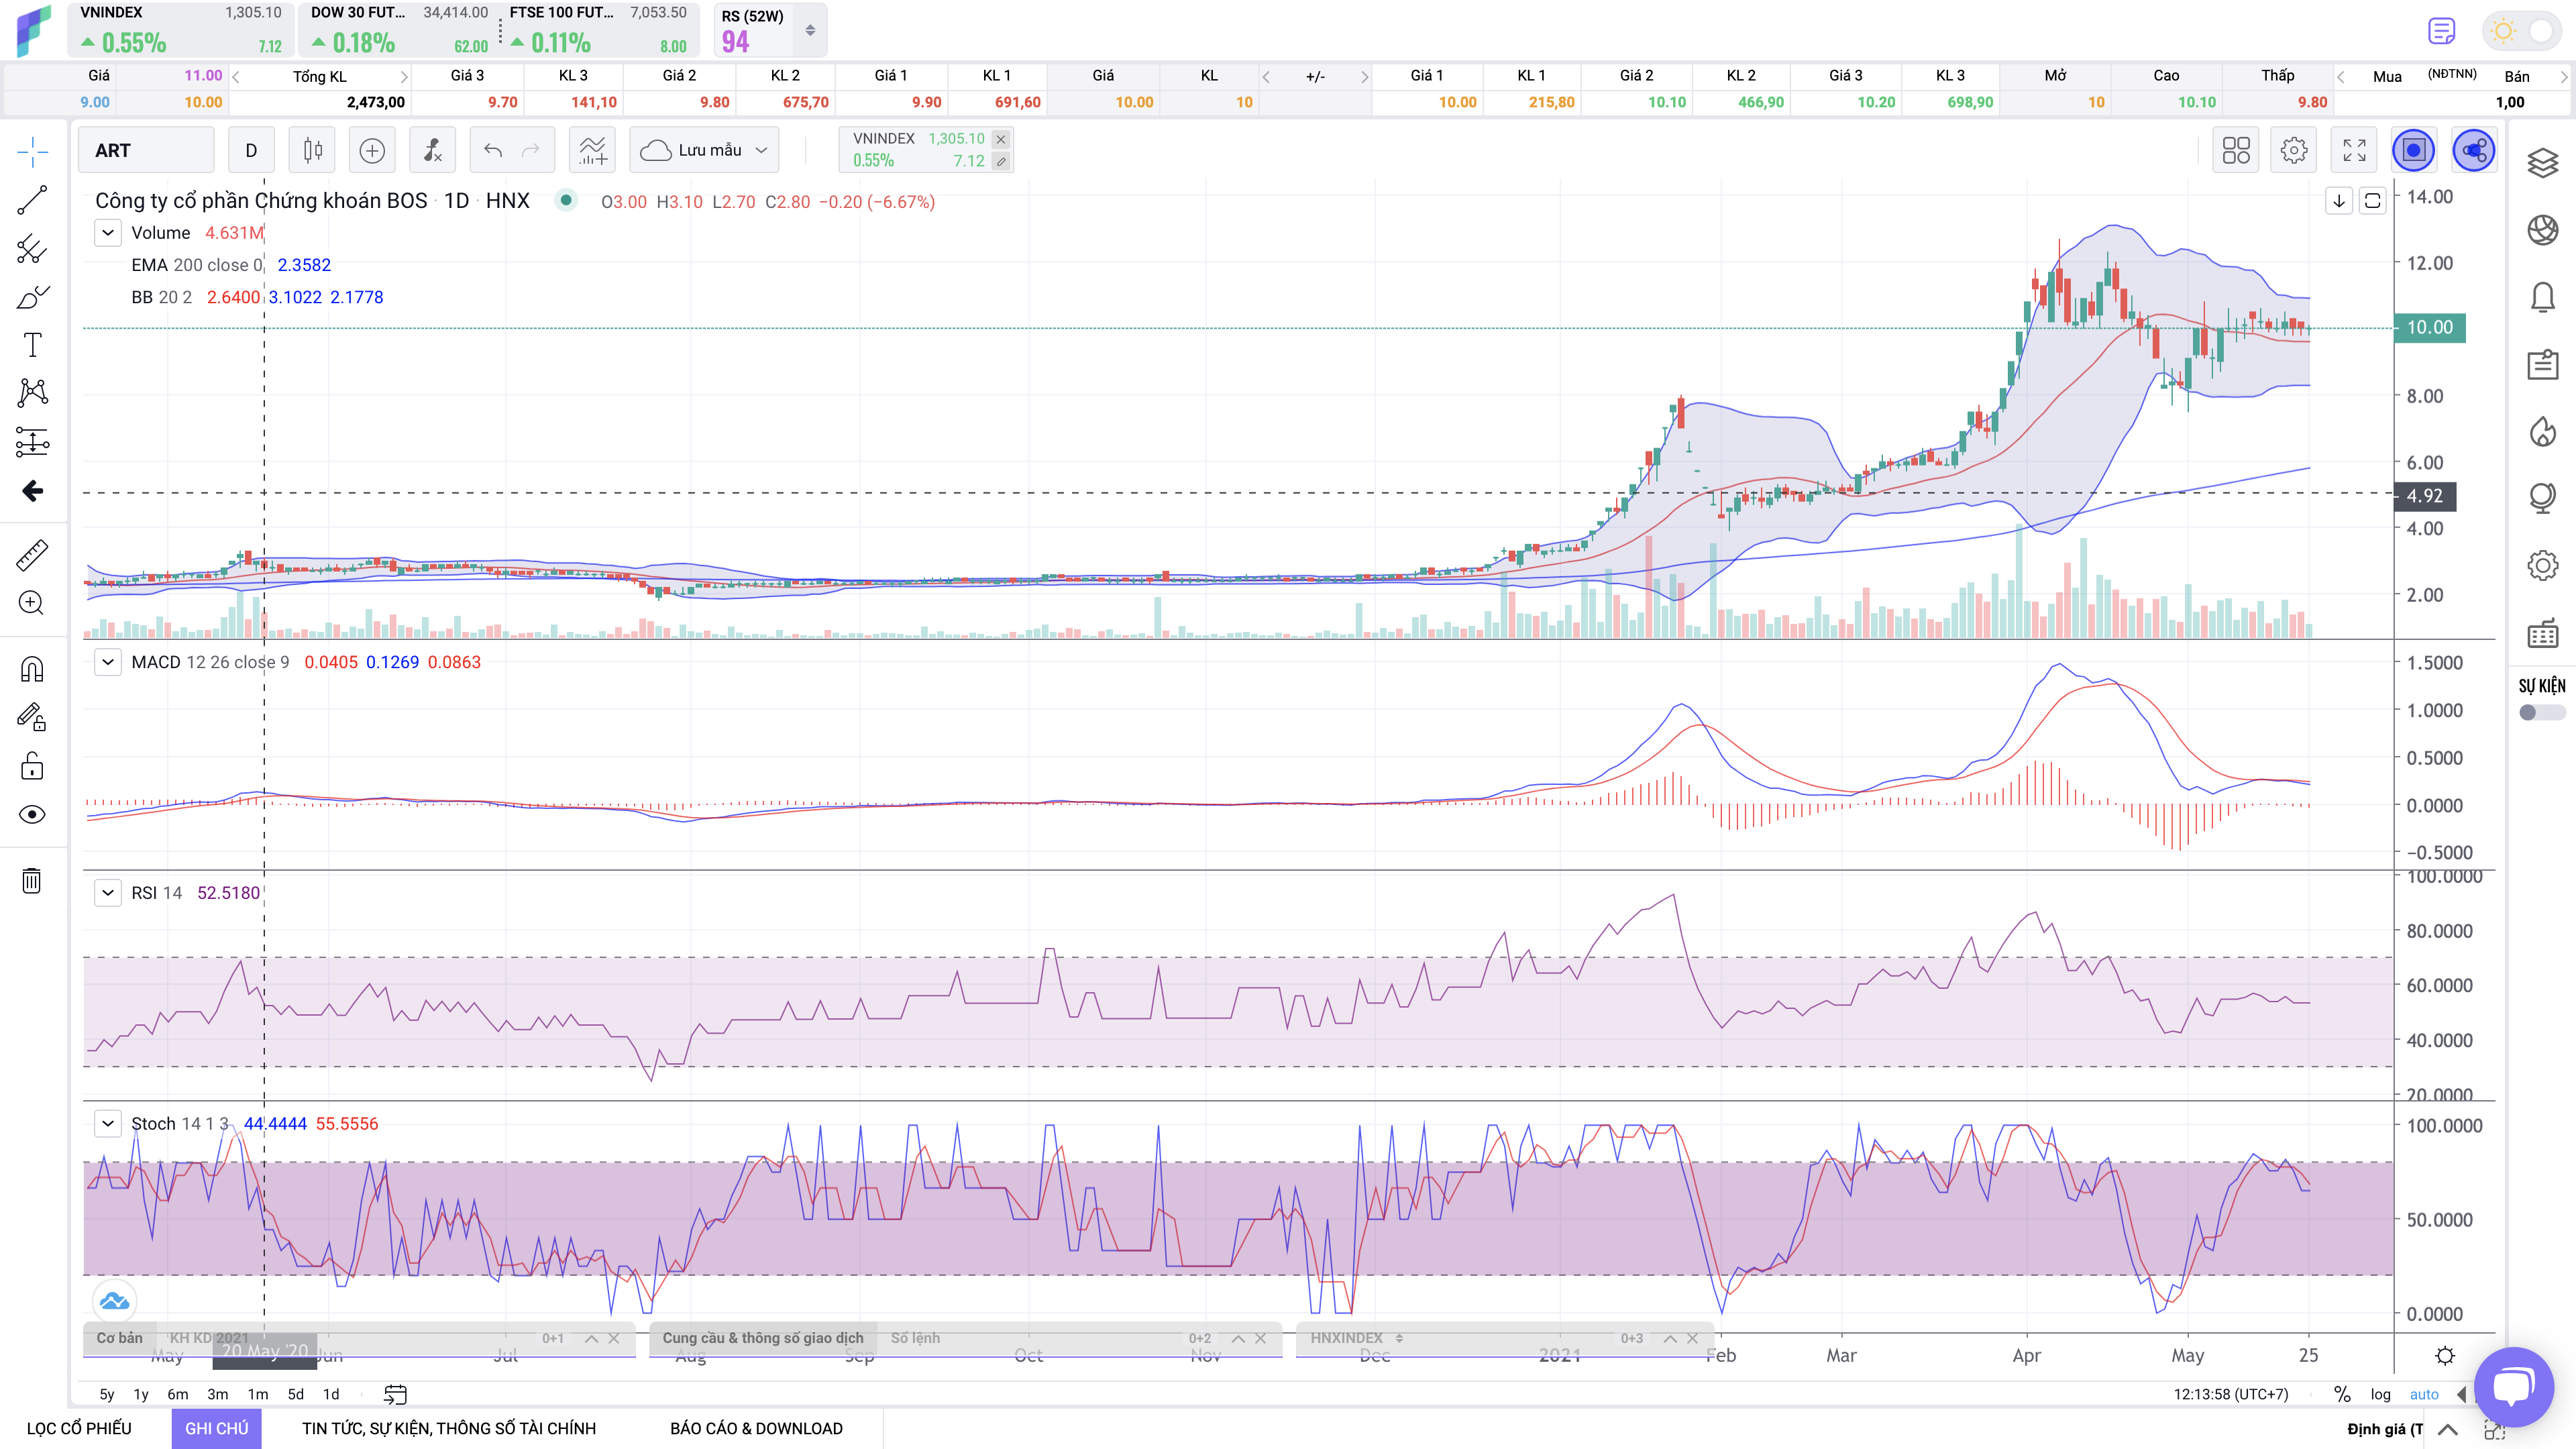 VNINDEX 1,305.10 DOW 30 FUT... 34,414.00 FTSE 100 FUT... 7,053.50 RS (52W)
0.55% 7.12 0.18% 62.00 0.11% 8.00 94
Giá 11.00 Tổng KL Giá 3 KL 3 Giá 2 KL 2 Giá 1 KL 1 Giá KL +/- Giá 1 KL 1 Giá 2 KL 2 Giá 3 KL 3 Mở Cao Thấp Mua (NĐTNN) Bán
9.00 10.00 2,473,00 9.70 141,10 9.80 675,70 9.90 691,60 10.00 10 10.00 215,80 10.10 466,90 10.20 698,90 10 10.10 9.80 1,00
ART D Lưu mẫu VNINDEX 1,305.10
0.55% 7.12
Công ty cổ phần Chứng khoán BOS · 1D · HNX O3.00 H3.10 L2.70 C2.80 −0.20 (−6.67%)
Volume 4.631M
EMA 200 close 0 2.3582
BB 20 2 2.6400 3.1022 2.1778
14.00
12.00
10.00
8.00
6.00
4.92
4.00
2.00
MACD 12 26 close 9 0.0405 0.1269 0.0863
1.5000
1.0000
0.5000
0.0000
−0.5000
SỰ KIỆN
RSI 14 52.5180
100.0000
80.0000
60.0000
40.0000
20.0000
Stoch 14 1 3 44.4444 55.5556
100.0000
50.0000
0.0000
Cơ bản KH KD 2021 0+1 Cung cầu & thông số giao dịch Sổ lệnh 0+2 HNXINDEX 0+3
May 20 May '20 Jun Jul Aug Sep Oct Nov Dec 2021 Feb Mar Apr May 25
5y 1y 6m 3m 1m 5d 1d 12:13:58 (UTC+7) % log auto
LỌC CỔ PHIẾU GHI CHÚ TIN TỨC, SỰ KIỆN, THÔNG SỐ TÀI CHÍNH BÁO CÁO & DOWNLOAD Định giá (T